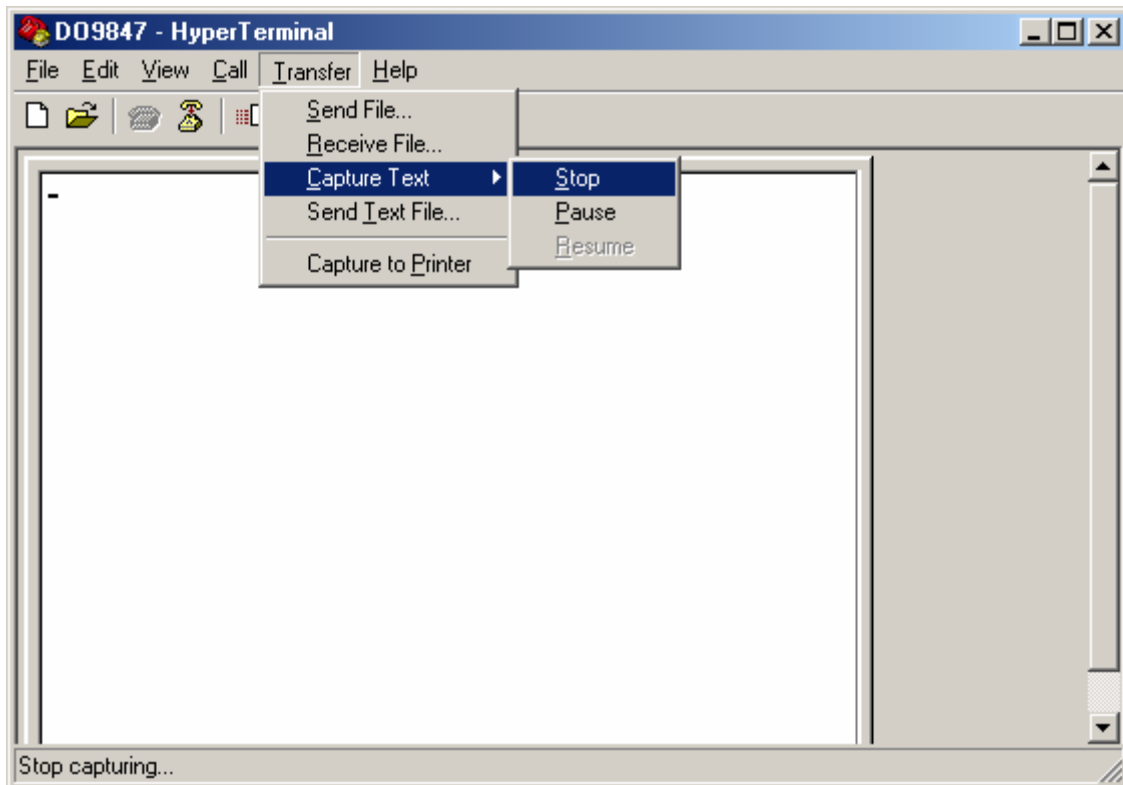 DO9847 - HyperTerminal
File Edit View Call Transfer Help
Send File...
Receive File...
Capture Text
Send Text File...
Capture to Printer
Stop
Pause
Resume
Stop capturing...